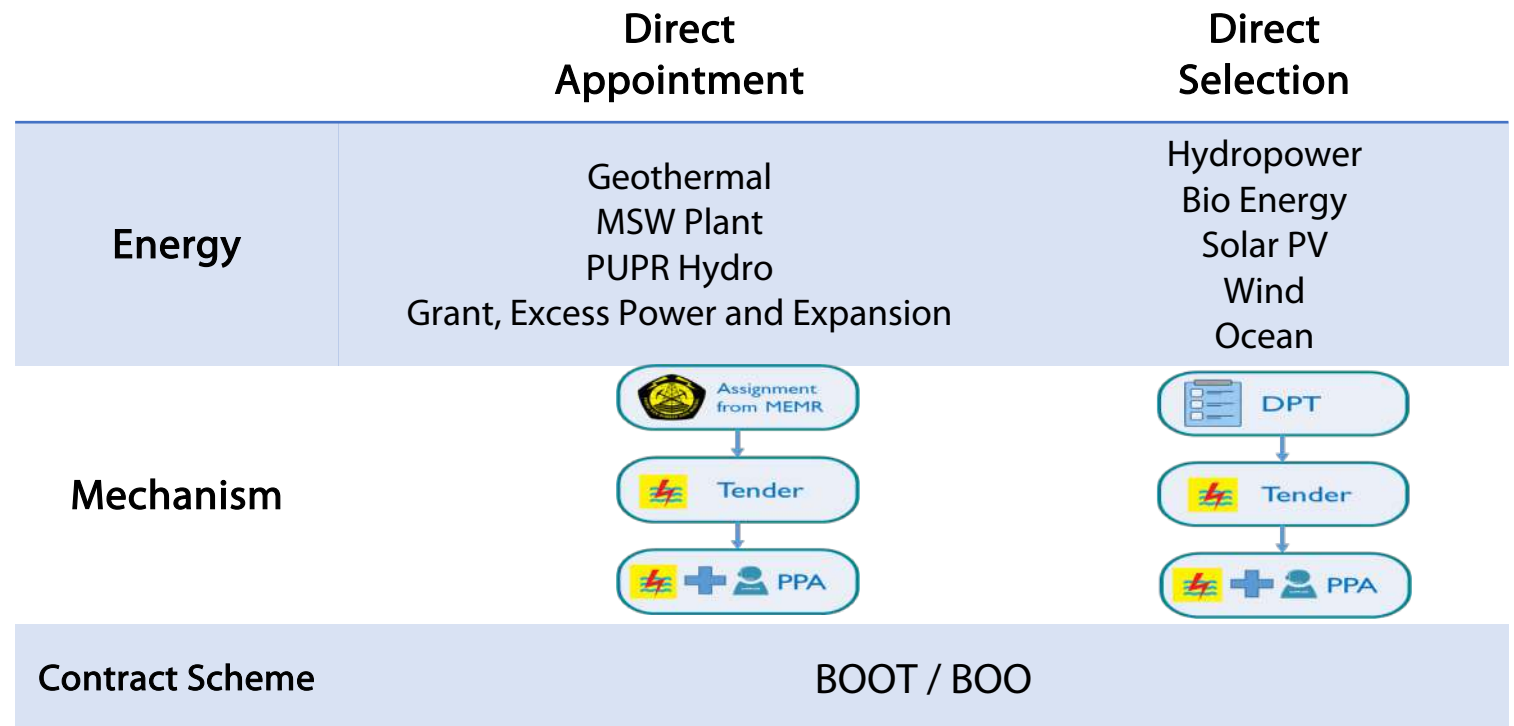 Direct
Appointment
Direct
Selection
Energy
Geothermal
MSW Plant
PUPR Hydro
Grant, Excess Power and Expansion
Hydropower
Bio Energy
Solar PV
Wind
Ocean
Mechanism
Assignment
from MEMR
Tender
PPA
DPT
Tender
PPA
Contract Scheme
BOOT / BOO